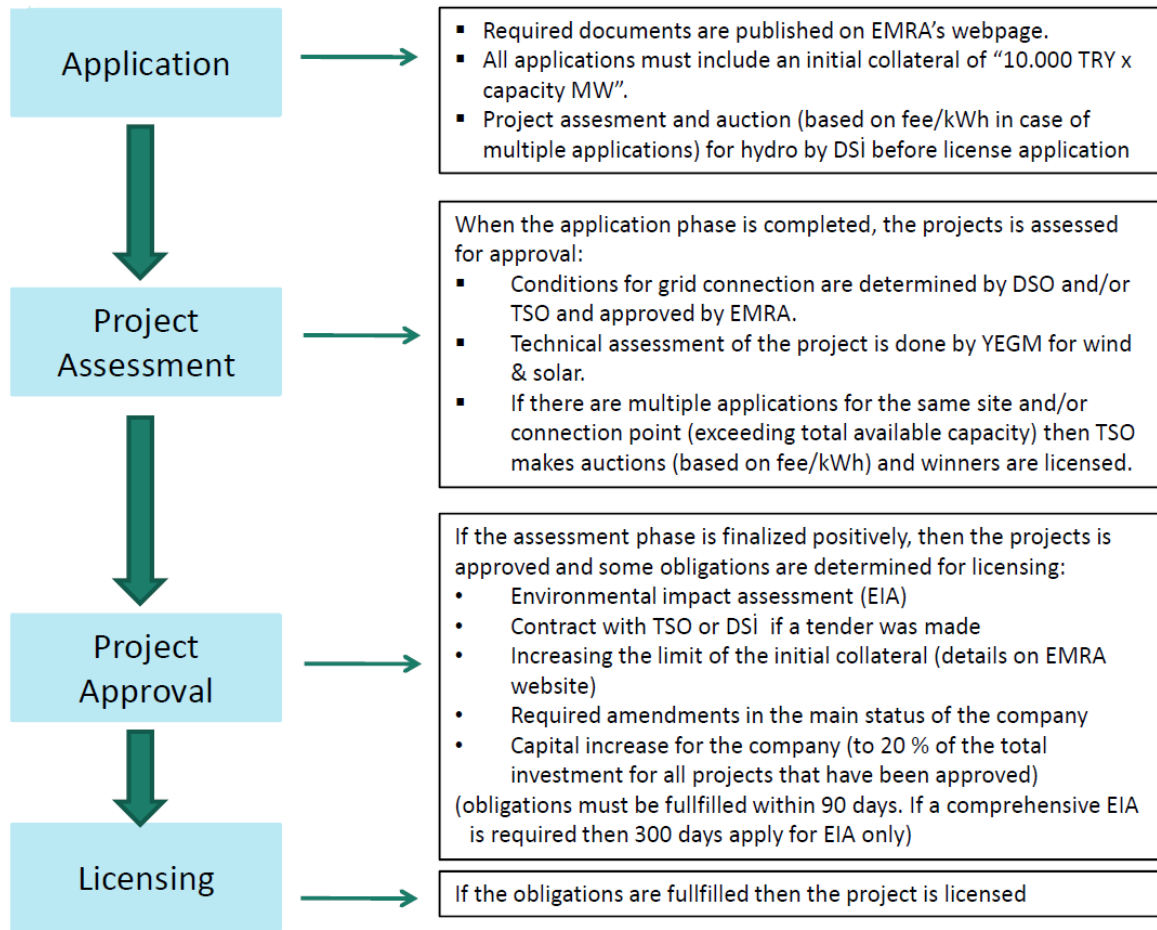 Application
▪ Required documents are published on EMRA's webpage.
▪ All applications must include an initial collateral of “10.000 TRY x
capacity MW”.
▪ Project assesment and auction (based on fee/kWh in case of
multiple applications) for hydro by DSİ before license application
Project
Assessment
When the application phase is completed, the projects is assessed
for approval:
▪ Conditions for grid connection are determined by DSO and/or
TSO and approved by EMRA.
▪ Technical assessment of the project is done by YEGM for wind
& solar.
▪ If there are multiple applications for the same site and/or
connection point (exceeding total available capacity) then TSO
makes auctions (based on fee/kWh) and winners are licensed.
Project
Approval
If the assessment phase is finalized positively, then the projects is
approved and some obligations are determined for licensing:
• Environmental impact assessment (EIA)
• Contract with TSO or DSİ if a tender was made
• Increasing the limit of the initial collateral (details on EMRA
website)
• Required amendments in the main status of the company
• Capital increase for the company (to 20 % of the total
investment for all projects that have been approved)
(obligations must be fullfilled within 90 days. If a comprehensive EIA
is required then 300 days apply for EIA only)
Licensing
If the obligations are fullfilled then the project is licensed